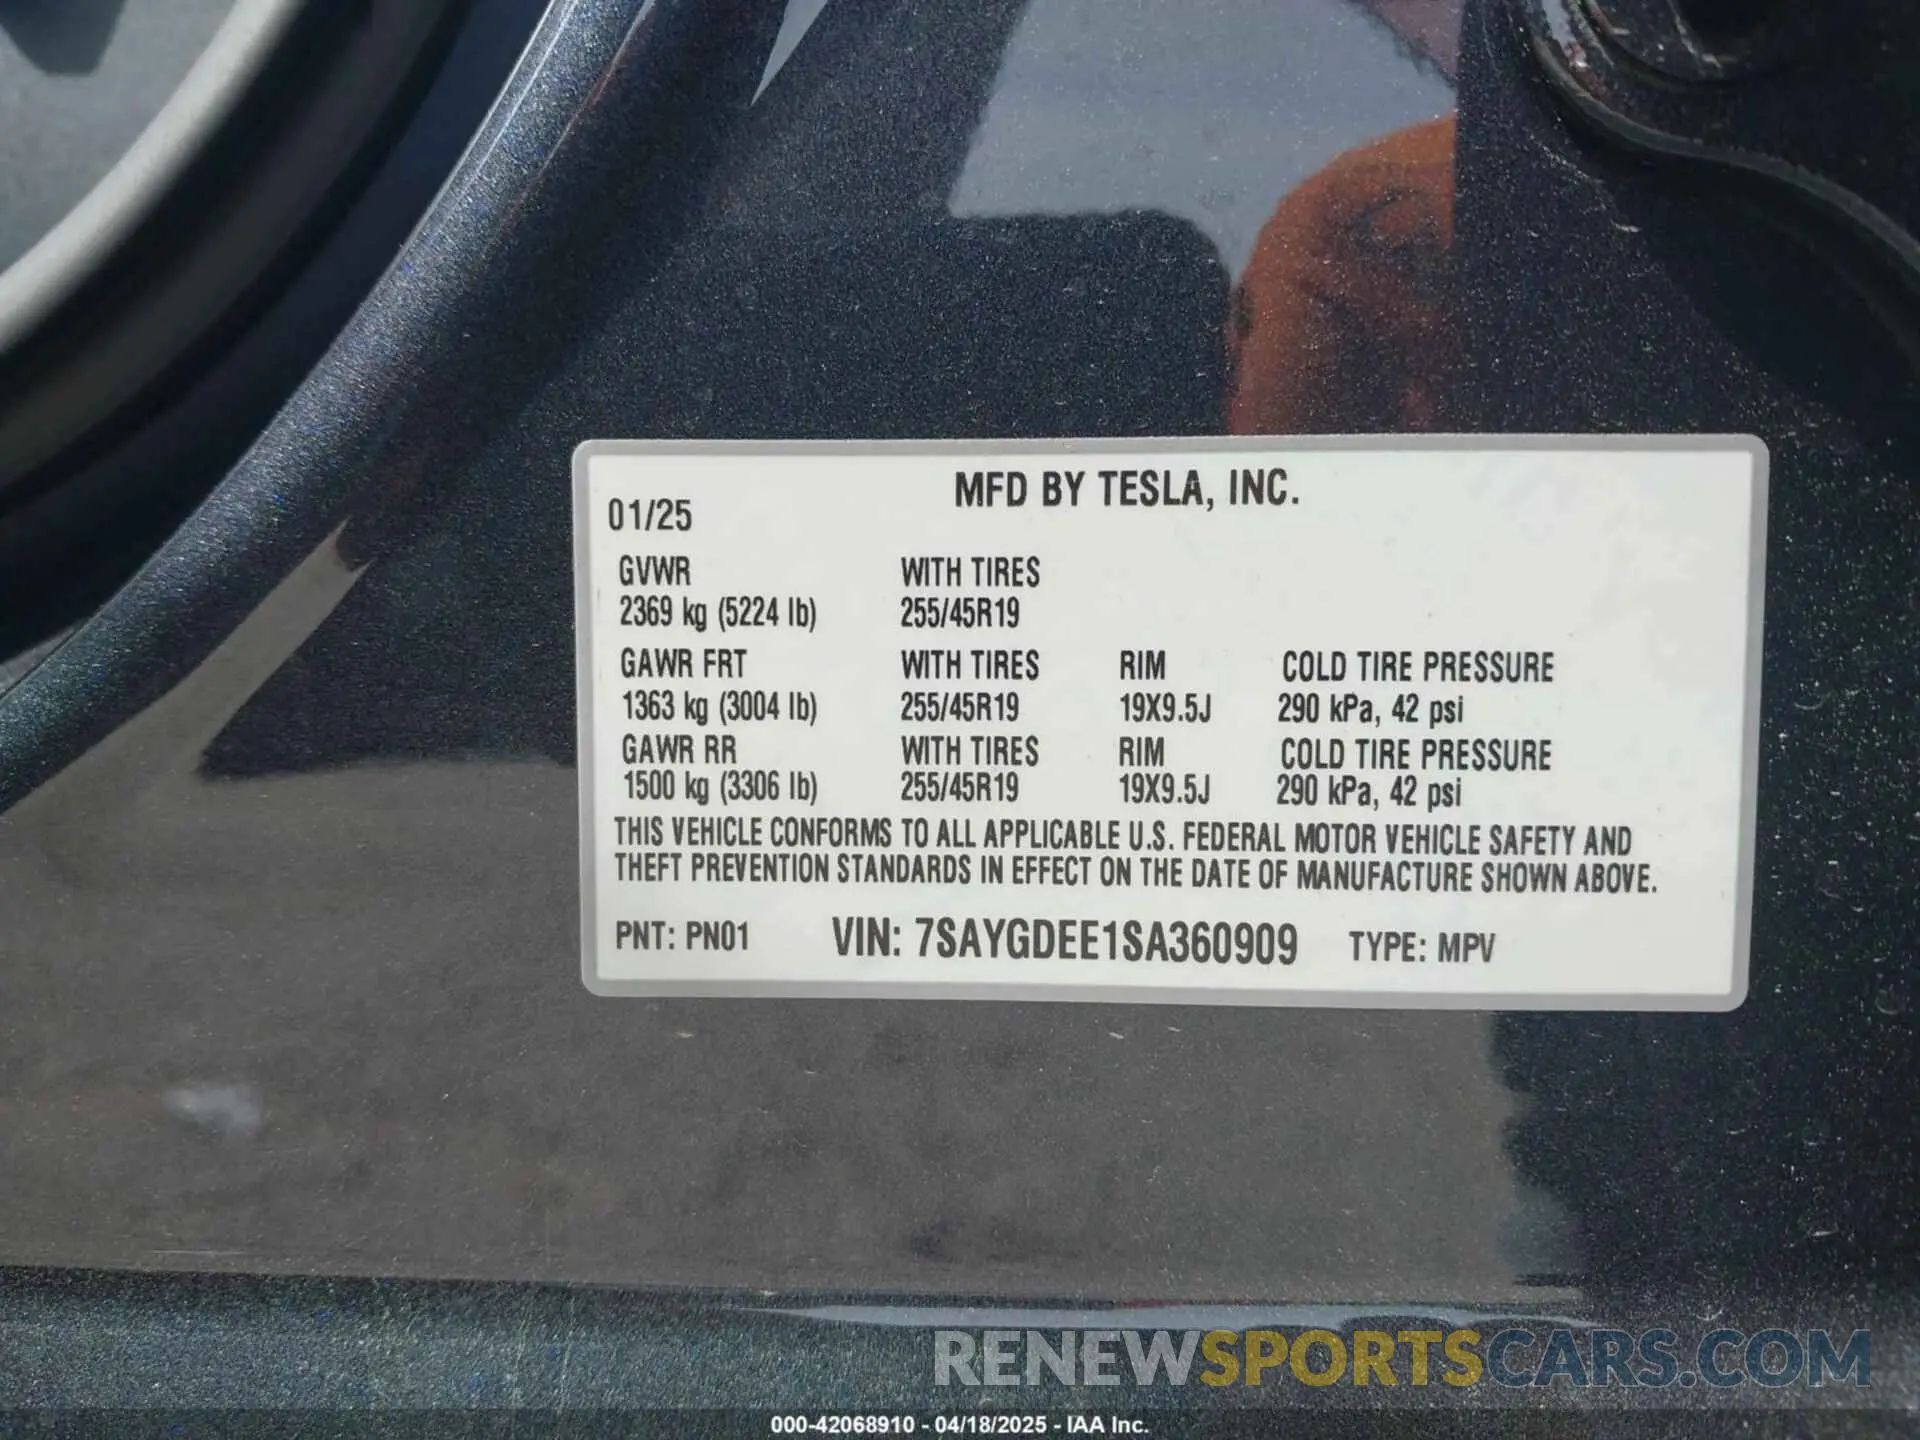 MFD BY TESLA, INC.
01/25
GVWR WITH TIRES
2369 kg (5224 lb) 255/45R19
GAWR FRT WITH TIRES RIM COLD TIRE PRESSURE
1363 kg (3004 lb) 255/45R19 19X9.5J 290 kPa, 42 psi
GAWR RR WITH TIRES RIM COLD TIRE PRESSURE
1500 kg (3306 lb) 255/45R19 19X9.5J 290 kPa, 42 psi
THIS VEHICLE CONFORMS TO ALL APPLICABLE U.S. FEDERAL MOTOR VEHICLE SAFETY AND
THEFT PREVENTION STANDARDS IN EFFECT ON THE DATE OF MANUFACTURE SHOWN ABOVE.
PNT: PN01 VIN: 7SAYGDEE1SA360909 TYPE: MPV
RENEWSPORTSCARS.COM
000-42068910 - 04/18/2025 - IAA Inc.